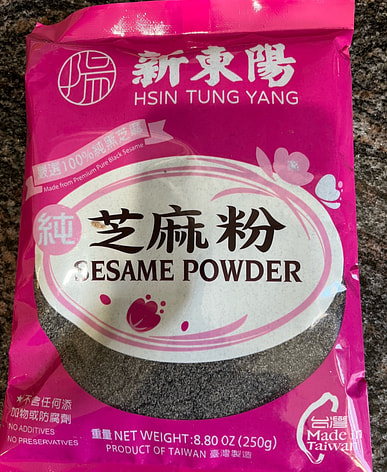 新東陽
HSIN TUNG YANG
嚴選100%純黑芝麻
Made from Premium Pure Black Sesame
純
芝麻粉
SESAME POWDER
★不含任何添
加物或防腐劑
NO ADDITIVES
NO PRESERVATIVES
重量 NET WEIGHT: 8.80 OZ (250g)
PRODUCT OF TAIWAN 臺灣製造
台灣
Made in
Taiwan